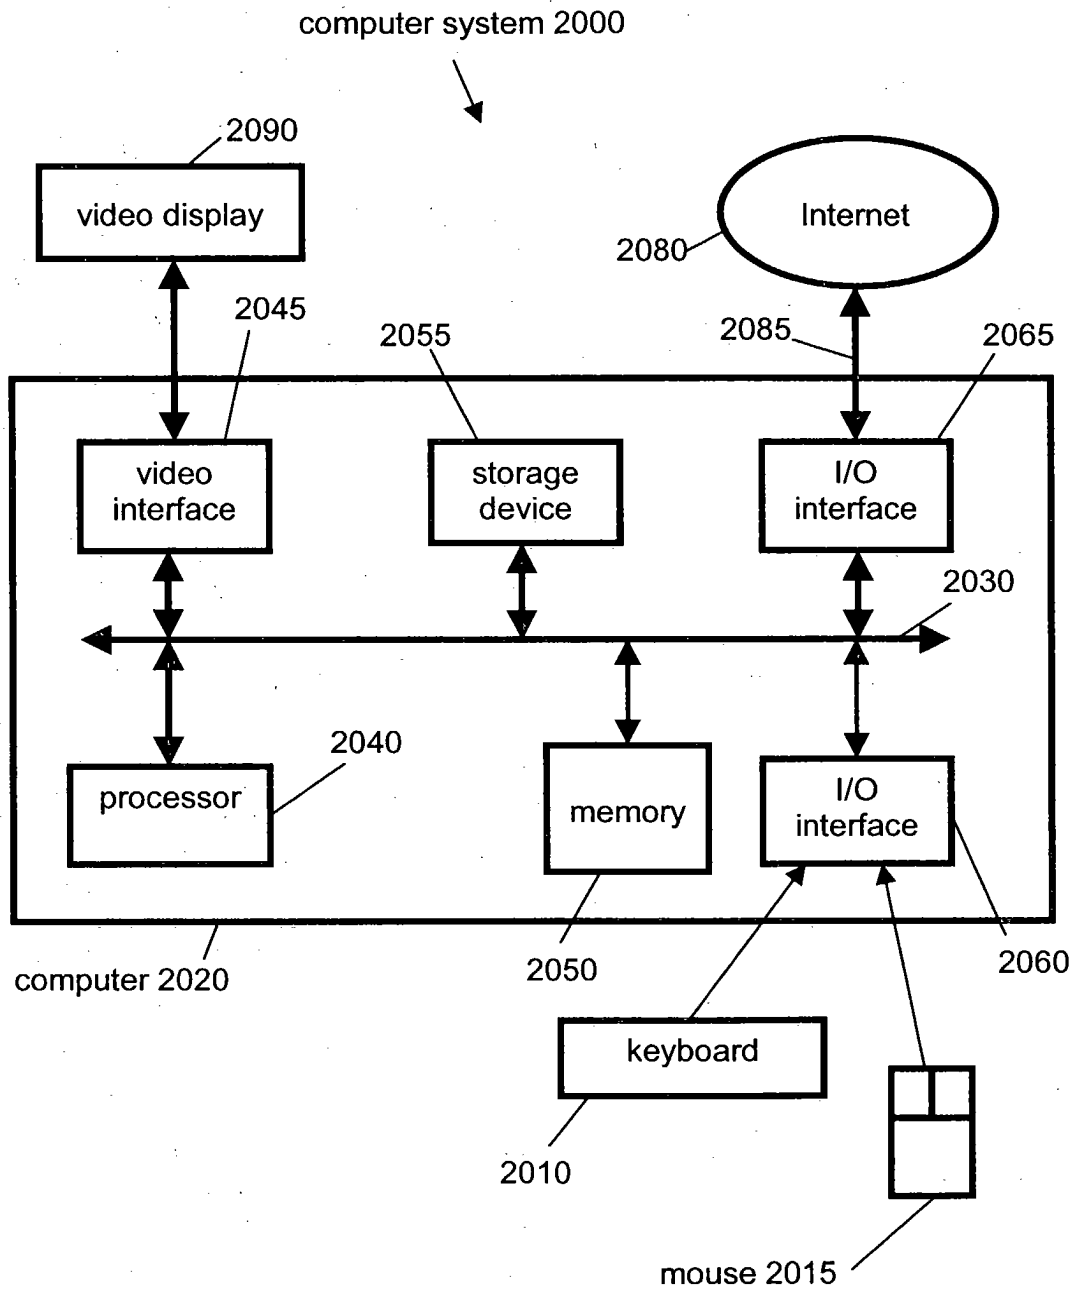 computer system 2000
2090
video display
Internet
2080
2045
2055
2085
2065
video
interface
storage
device
I/O
interface
2030
2040
processor
memory
I/O
interface
computer 2020
2050
2060
keyboard
2010
mouse 2015